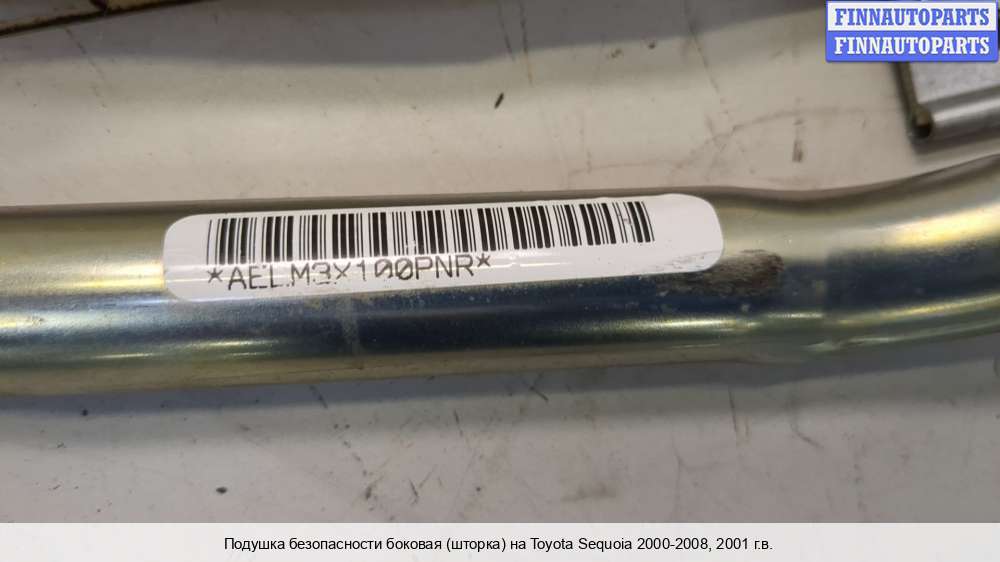 FINNAUTOPARTS
FINNAUTOPARTS
*AELM3X100PNR*
Подушка безопасности боковая (шторка) на Toyota Sequoia 2000-2008, 2001 г.в.